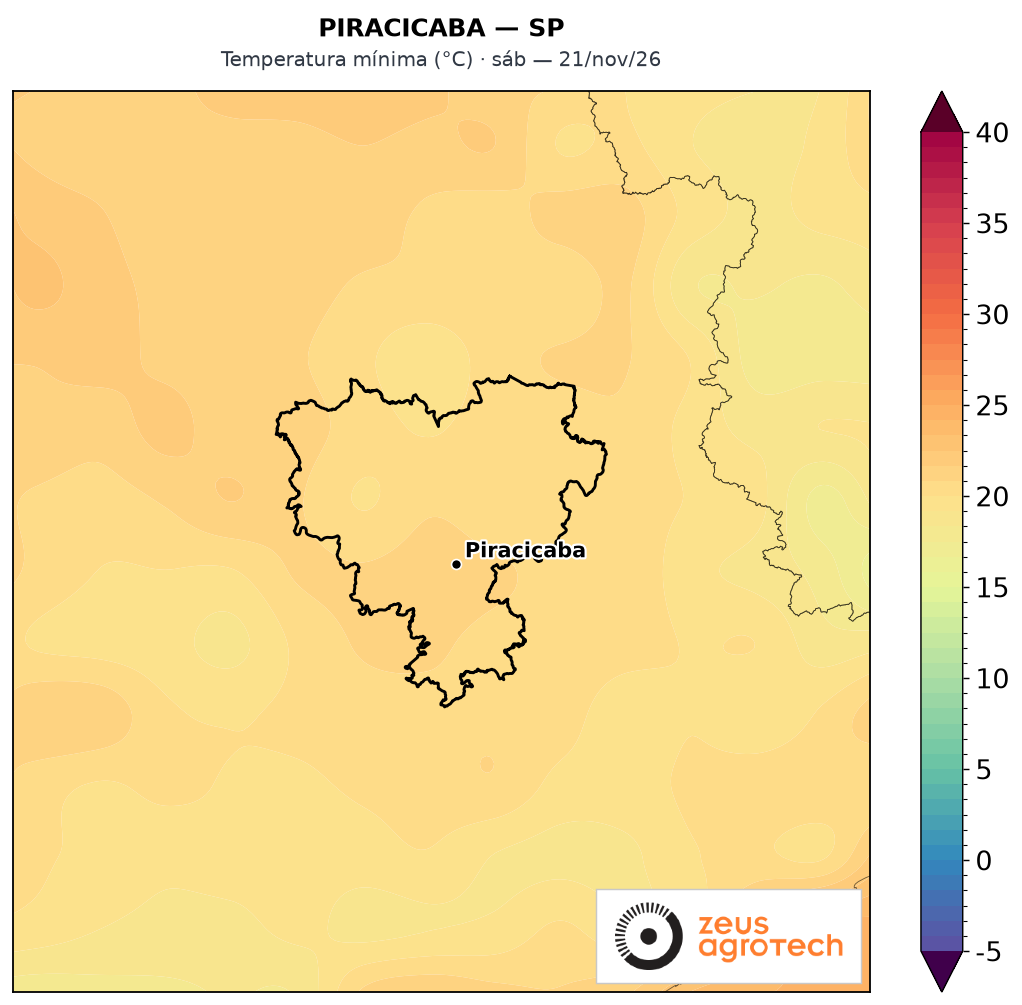 PIRACICABA — SP
Temperatura mínima (°C) · sáb — 21/nov/26
40
35
30
25
20
15
10
5
0
-5
Piracicaba
zeus
agrotech